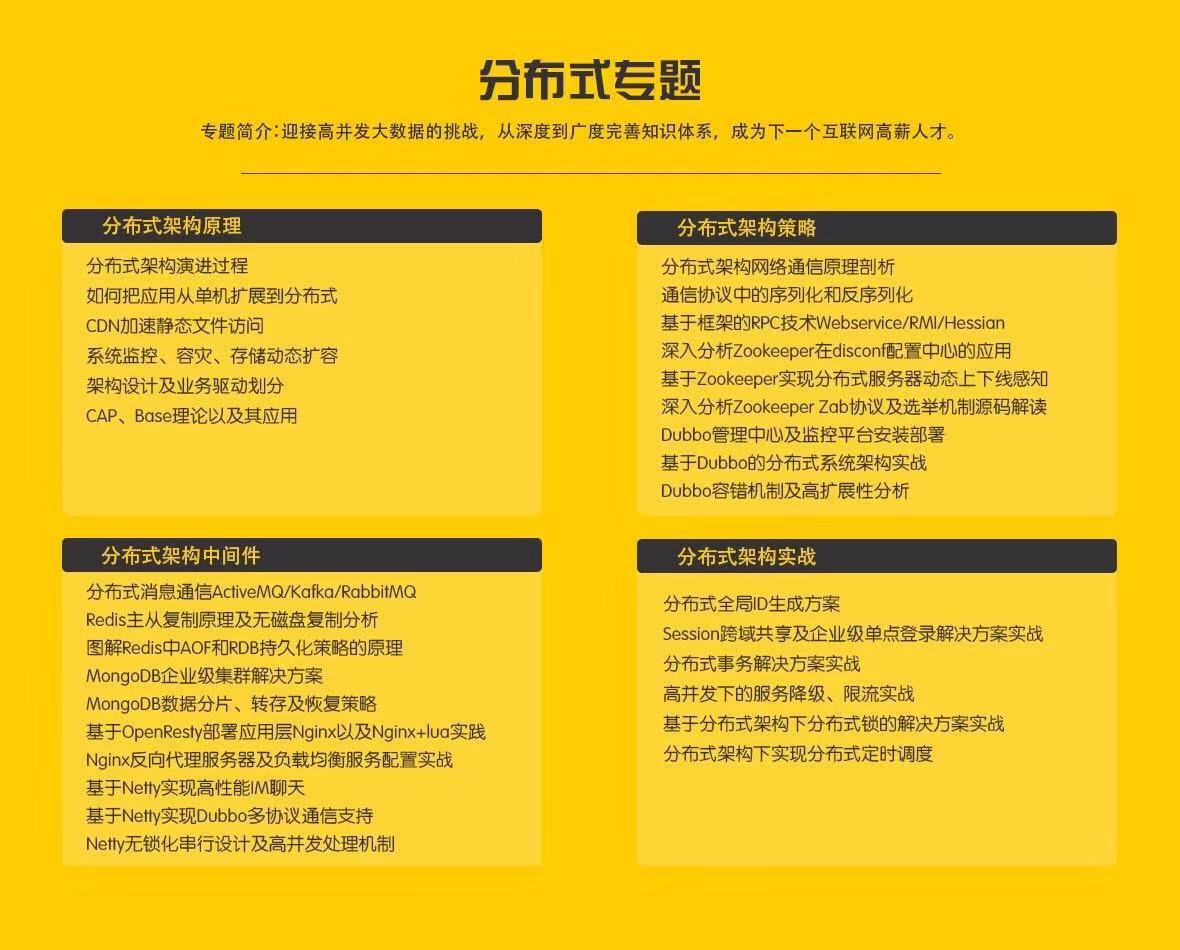 分布式专题
专题简介:迎接高并发大数据的挑战，从深度到广度完善知识体系，成为下一个互联网高薪人才。
分布式架构原理
分布式架构演进过程
如何把应用从单机扩展到分布式
CDN加速静态文件访问
系统监控、容灾、存储动态扩容
架构设计及业务驱动划分
CAP、Base理论以及其应用
分布式架构策略
分布式架构网络通信原理剖析
通信协议中的序列化和反序列化
基于框架的RPC技术Webservice/RMI/Hessian
深入分析Zookeeper在disconf配置中心的应用
基于Zookeeper实现分布式服务器动态上下线感知
深入分析Zookeeper Zab协议及选举机制源码解读
Dubbo管理中心及监控平台安装部署
基于Dubbo的分布式系统架构实战
Dubbo容错机制及高扩展性分析
分布式架构中间件
分布式消息通信ActiveMQ/Kafka/RabbitMQ
Redis主从复制原理及无磁盘复制分析
图解Redis中AOF和RDB持久化策略的原理
MongoDB企业级集群解决方案
MongoDB数据分片、转存及恢复策略
基于OpenResty部署应用层Nginx以及Nginx+lua实践
Nginx反向代理服务器及负载均衡服务配置实战
基于Netty实现高性能IM聊天
基于Netty实现Dubbo多协议通信支持
Netty无锁化串行设计及高并发处理机制
分布式架构实战
分布式全局ID生成方案
Session跨域共享及企业级单点登录解决方案实战
分布式事务解决方案实战
高并发下的服务降级、限流实战
基于分布式架构下分布式锁的解决方案实战
分布式架构下实现分布式定时调度